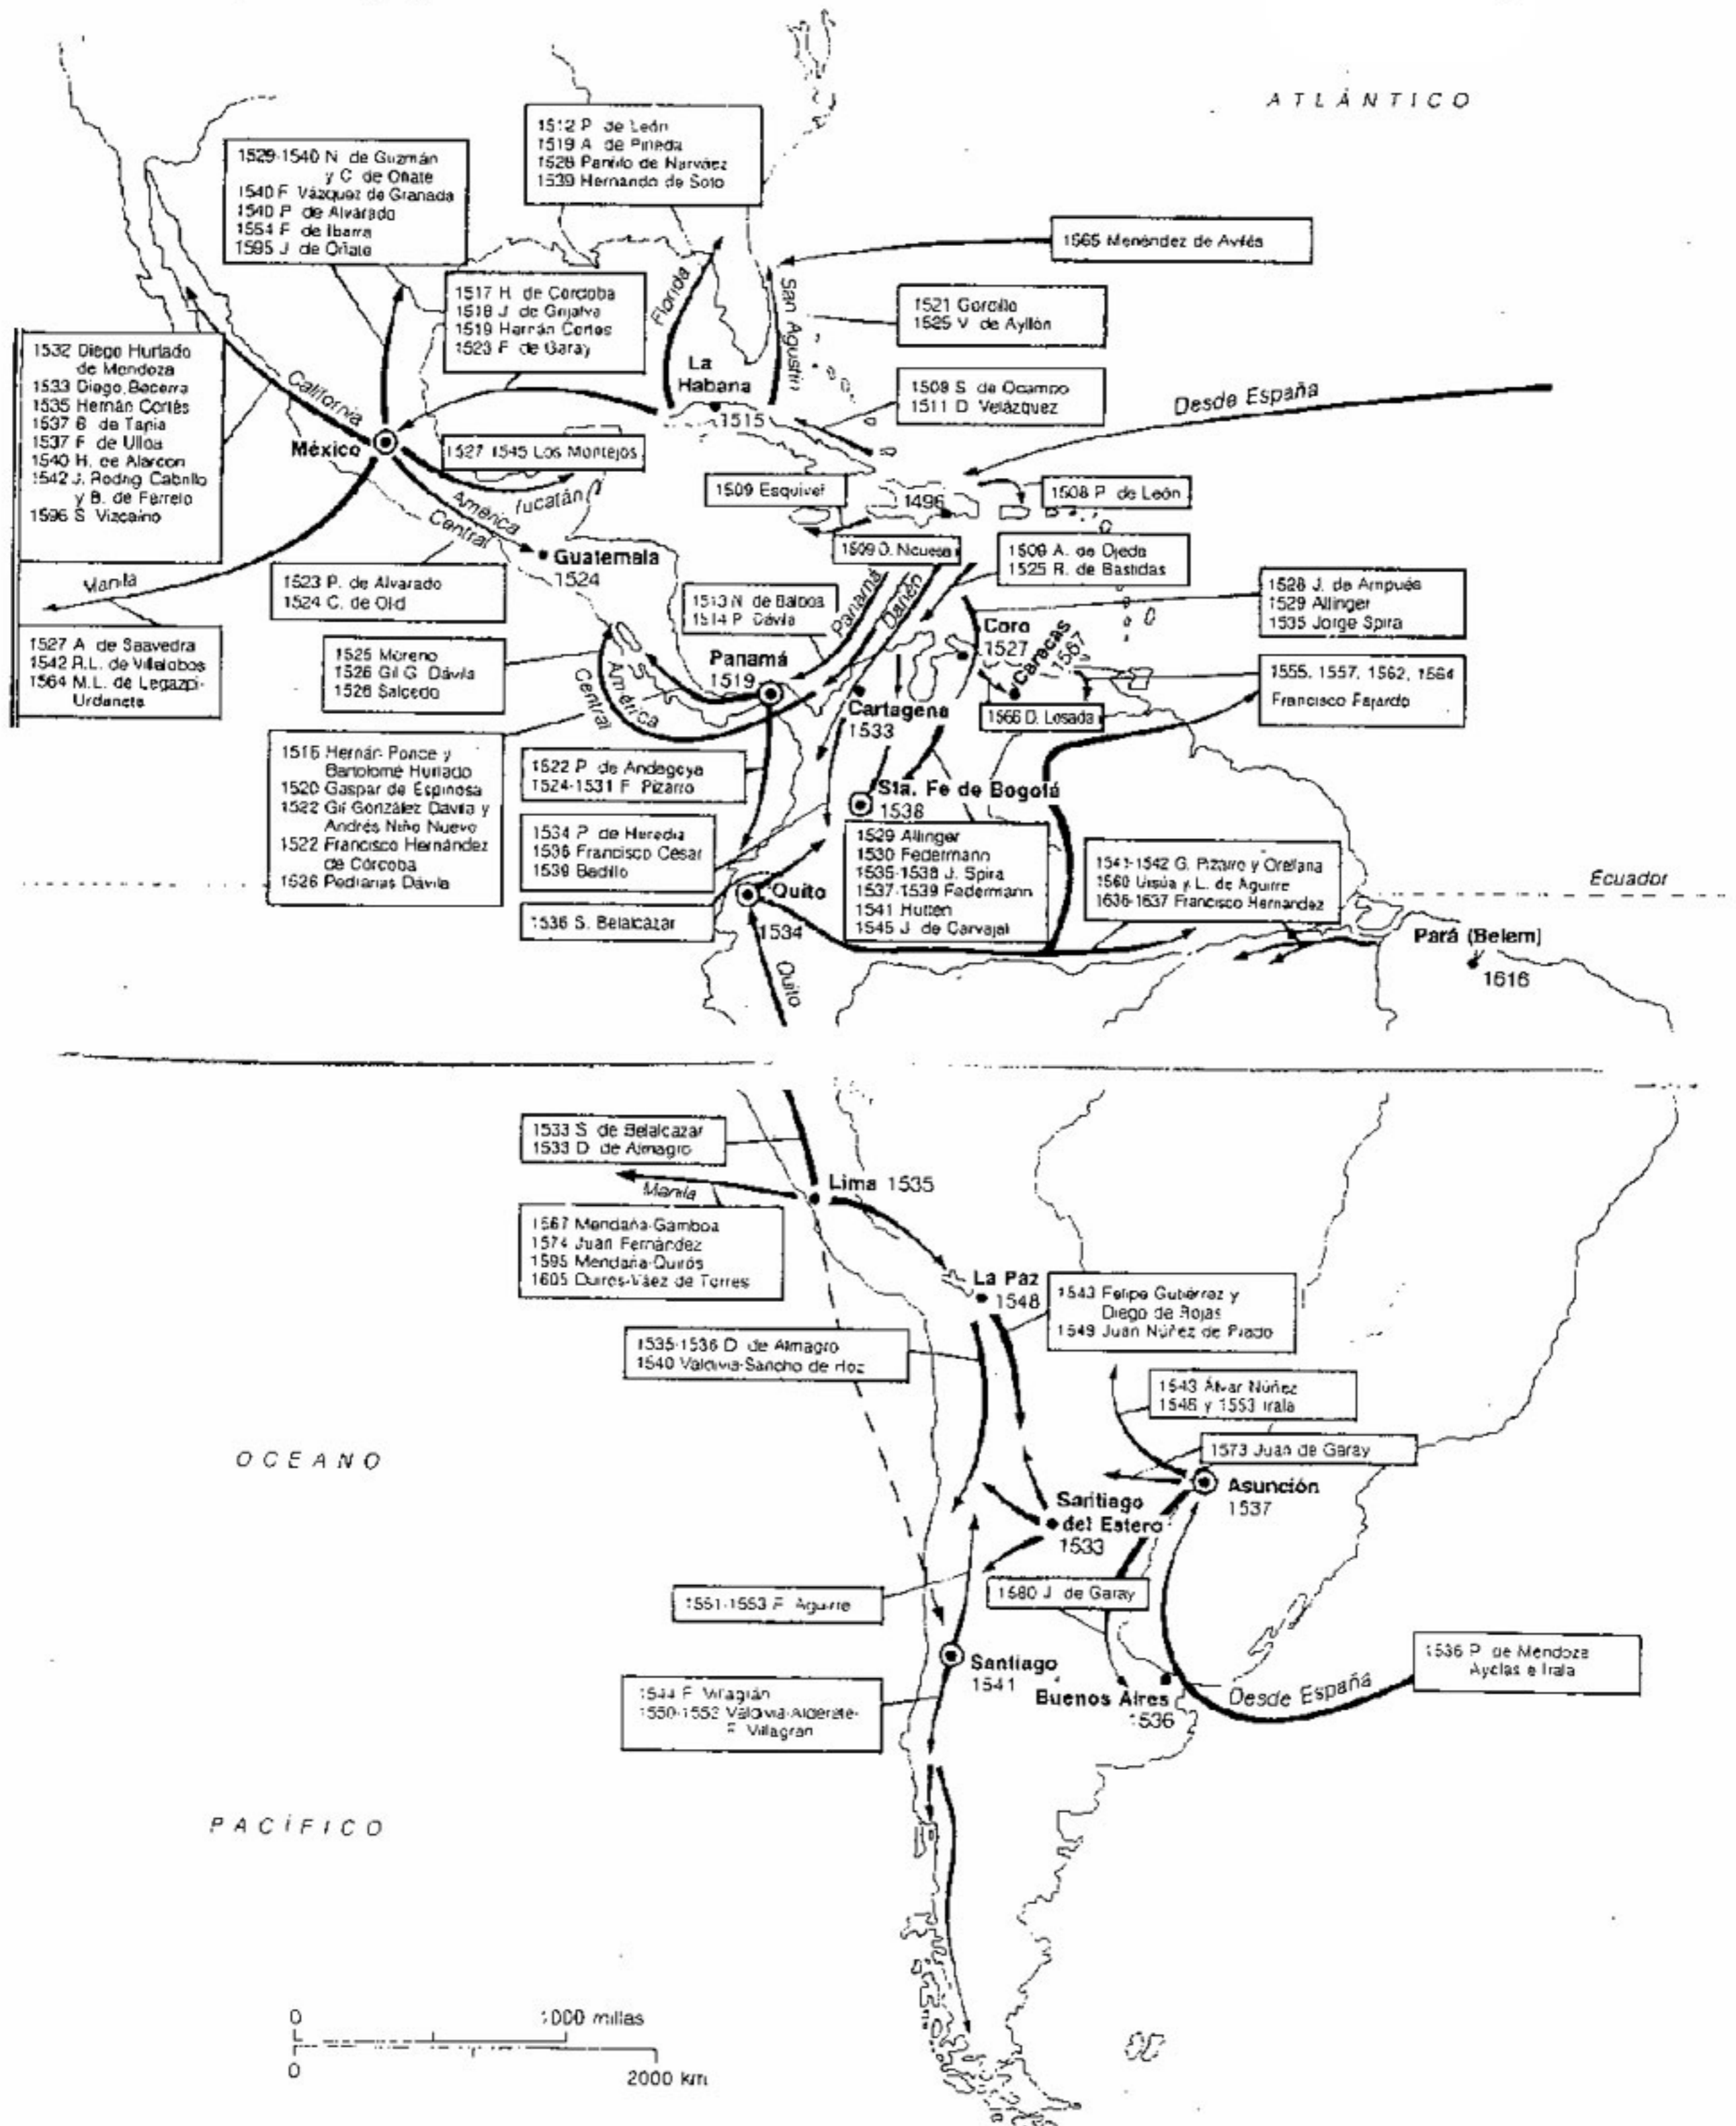 ATLÁNTICO
1512 P. de León
1519 A. de Pineda
1528 Pánfilo de Narváez
1539 Hernando de Soto
1529-1540 N. de Guzmán
y C. de Oñate
1540 F. Vázquez de Granada
1540 P. de Alvarado
1554 F. de Ibarra
1595 J. de Oñate
1565 Menéndez de Avilés
1517 H. de Córdoba
1518 J. de Grijalva
1519 Hernán Cortés
1523 F. de Garay
Florida
San Agustín
1521 Gordillo
1525 V. de Ayllón
1532 Diego Hurtado
de Mendoza
1533 Diego Becerra
1535 Hernán Cortés
1537 B. de Tapia
1537 F. de Ulloa
1540 H. de Alarcón
1542 J. Rodrig Cabrillo
y B. de Ferrelo
1596 S. Vizcaíno
California
La
Habana
1515
1508 S. de Ocampo
1511 D. Velázquez
Desde España
México
1527-1545 Los Montejos
Yucatán
América
Central
1509 Esquivel
1496
1508 P. de León
Guatemala
1524
1509 D. Nicuesa
1509 A. de Ojeda
1525 R. de Bastidas
Manila
1523 P. de Alvarado
1524 C. de Olid
1513 N. de Balboa
1514 P. Dávila
Panamá
Darién
1528 J. de Ampués
1529 Alfinger
1535 Jorge Spira
1527 A. de Saavedra
1542 R.L. de Villalobos
1564 M.L. de Legazpi-
Urdaneta
1525 Moreno
1526 Gil G. Dávila
1526 Salcedo
América
Central
Panamá
1519
Coro
1527
Caracas
1567
1555, 1557, 1562, 1564
Francisco Fajardo
Cartagena
1533
1566 D. Losada
1516 Hernán Ponce y
Bartolomé Hurtado
1520 Gaspar de Espinosa
1522 Gil González Dávila y
Andrés Niño Nuevo
1522 Francisco Hernández
de Córcoba
1526 Pedrarias Dávila
1522 P. de Andagoya
1524-1531 F. Pizarro
Sta. Fe de Bogotá
1538
1534 P. de Heredia
1536 Francisco César
1539 Badillo
1529 Alfinger
1530 Federmann
1535-1538 J. Spira
1537-1539 Federmann
1541 Hutten
1545 J. de Carvajal
1541-1542 G. Pizarro y Orellana
1560 Ursúa y L. de Aguirre
1636-1637 Francisco Hernández
Ecuador
1536 S. Belalcázar
Quito
1534
Quito
Pará (Belem)
1616
1533 S. de Belalcázar
1533 D. de Almagro
Manila
Lima 1535
1567 Mendaña-Gamboa
1574 Juan Fernández
1595 Mendaña-Quirós
1605 Quirós-Váez de Torres
La Paz
1548
1543 Felipe Gutiérrez y
Diego de Rojas
1549 Juan Núñez de Prado
1535-1536 D. de Almagro
1540 Valdivia-Sancho de Hoz
1543 Álvar Núñez
1548 y 1553 Irala
OCEANO
1573 Juan de Garay
Asunción
1537
Santiago
del Estero
1533
1551-1553 F. Aguirre
1580 J. de Garay
Santiago
1541
1536 P. de Mendoza
Ayolas e Irala
1544 F. Villagrán
1550-1552 Valdivia-Alderete-
F. Villagrán
Buenos Aires
1536
Desde España
PACÍFICO
0
1000 millas
0
2000 km